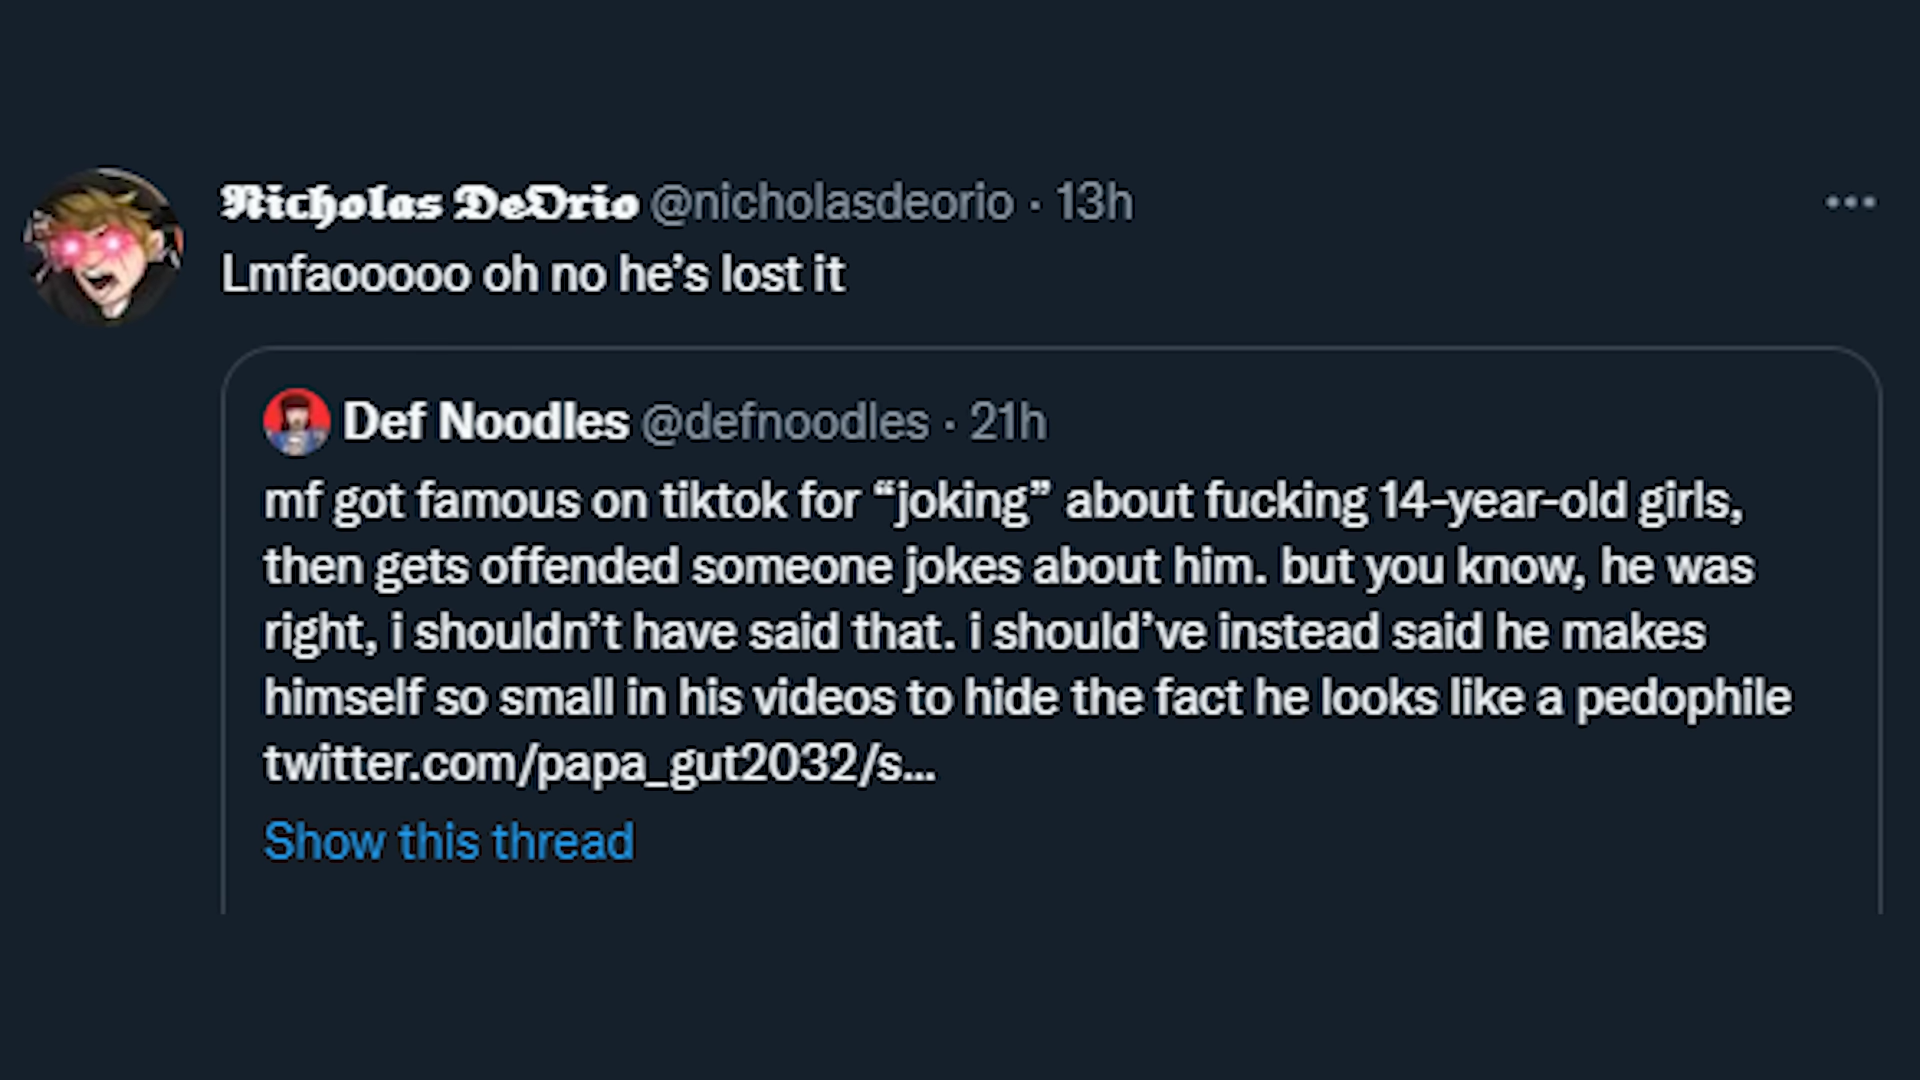 Nicholas DeOrio @nicholasdeorio · 13h
Lmfaooooo oh no he’s lost it
Def Noodles @defnoodles · 21h
mf got famous on tiktok for “joking” about fucking 14-year-old girls,
then gets offended someone jokes about him. but you know, he was
right, i shouldn’t have said that. i should’ve instead said he makes
himself so small in his videos to hide the fact he looks like a pedophile
twitter.com/papa_gut2032/s...
Show this thread